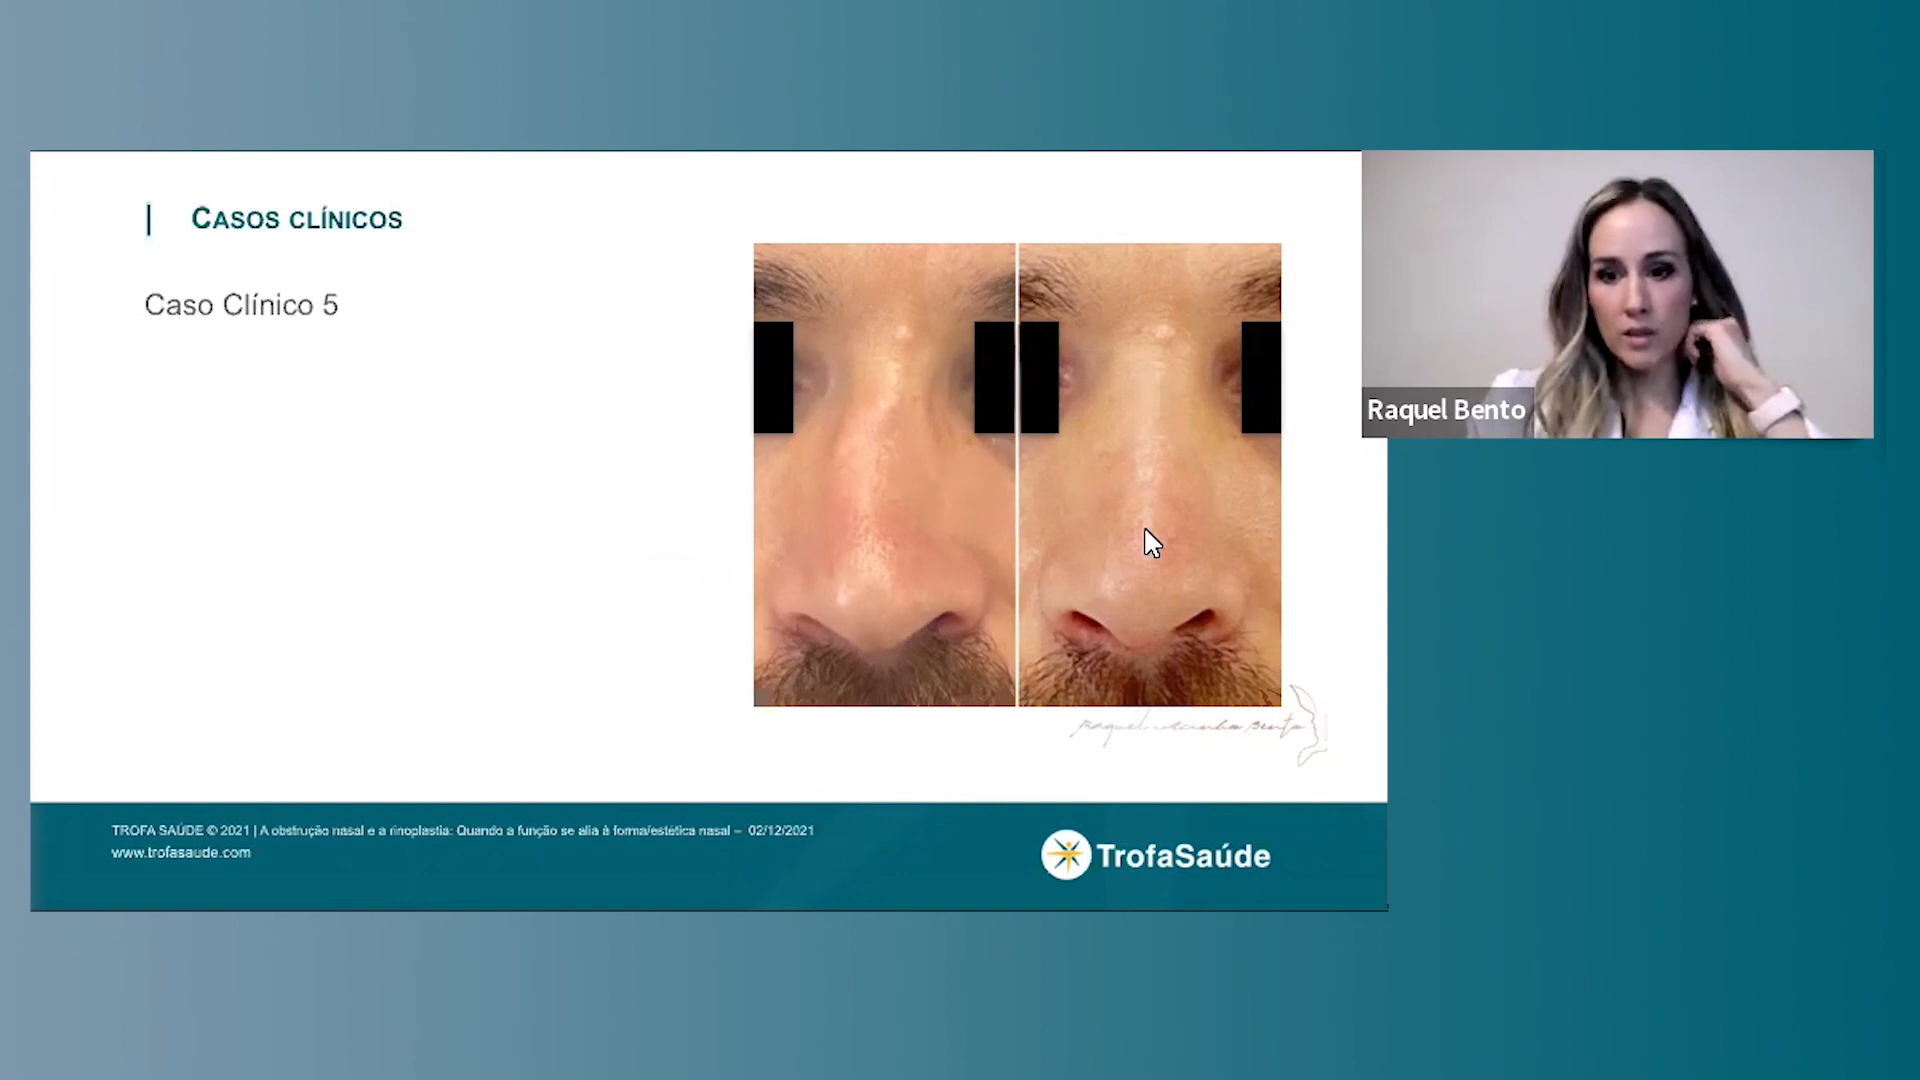 CASOS CLÍNICOS
Caso Clínico 5
Raquel Bento
TROFA SAÚDE © 2021 | A obstrução nasal e a rinoplastia: Quando a função se alia à forma/estética nasal – 02/12/2021
www.trofasaude.com
TrofaSaúde